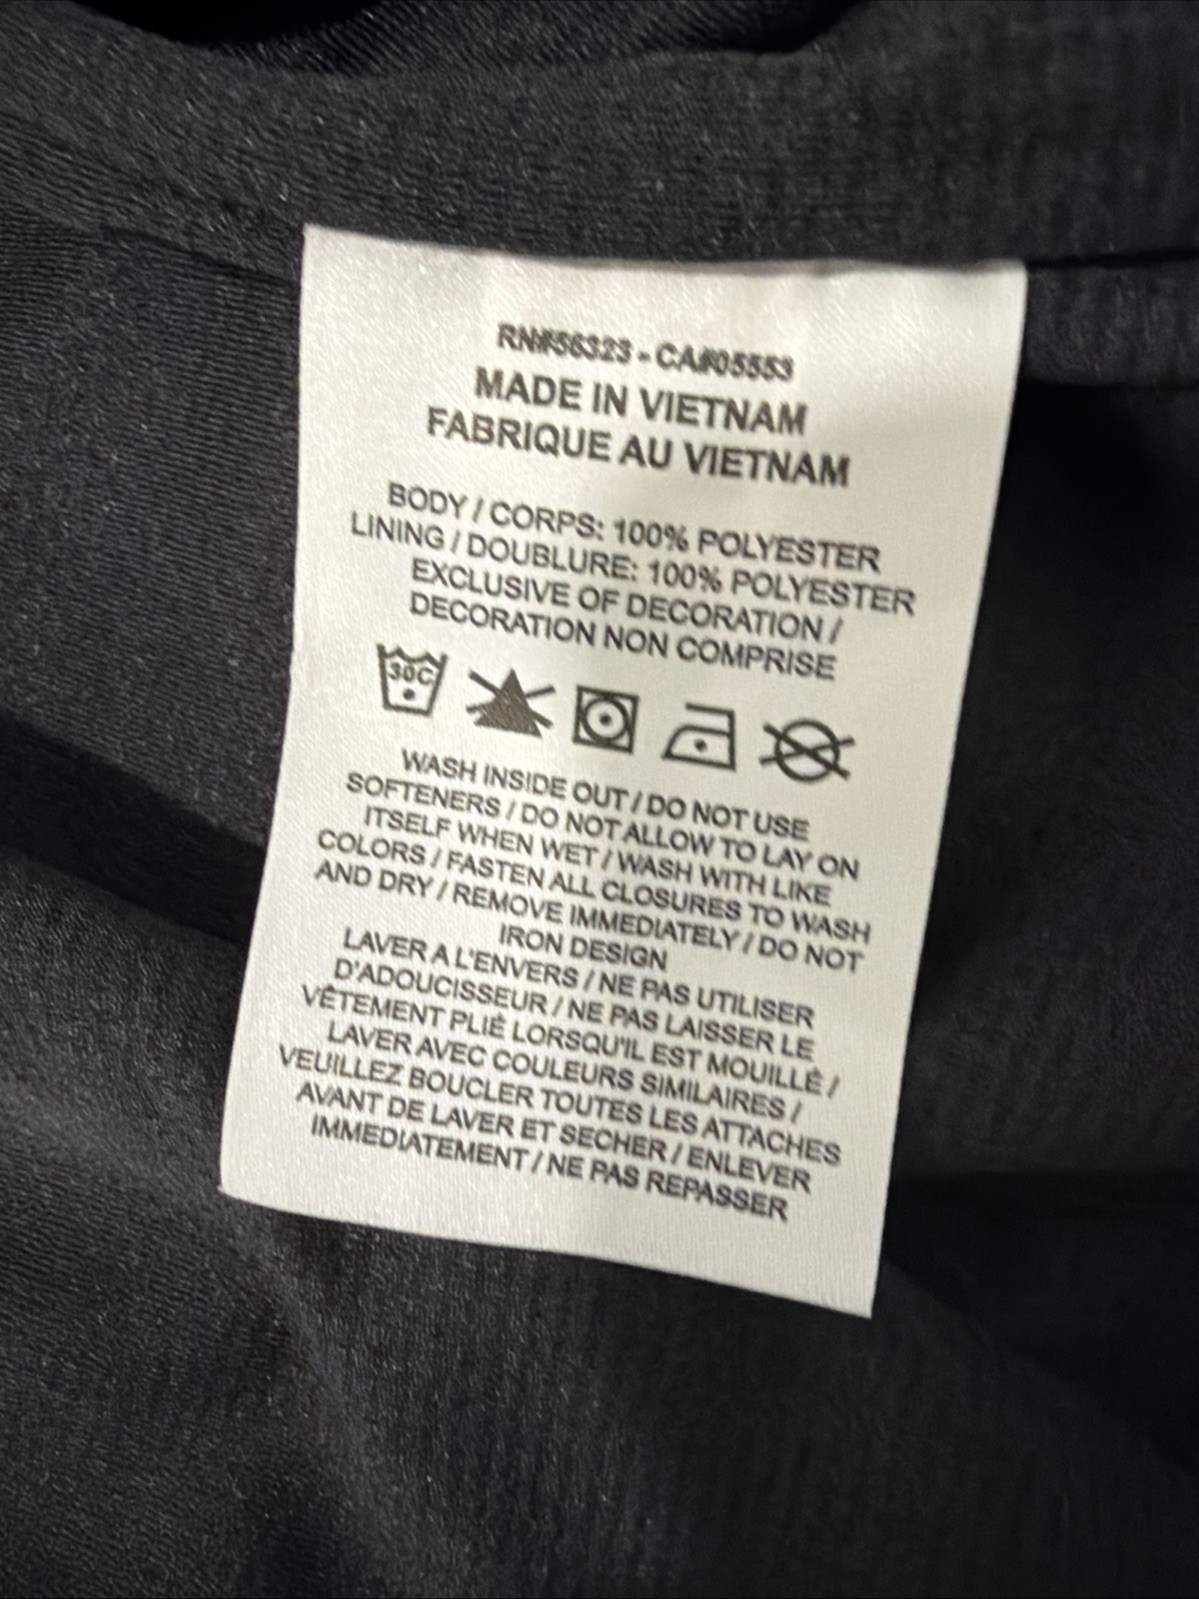 RN#56323 - CA#05553
MADE IN VIETNAM
FABRIQUE AU VIETNAM
BODY / CORPS: 100% POLYESTER
LINING / DOUBLURE: 100% POLYESTER
EXCLUSIVE OF DECORATION /
DECORATION NON COMPRISE
30C
WASH INSIDE OUT / DO NOT USE
SOFTENERS / DO NOT ALLOW TO LAY ON
ITSELF WHEN WET / WASH WITH LIKE
COLORS / FASTEN ALL CLOSURES TO WASH
AND DRY / REMOVE IMMEDIATELY / DO NOT
IRON DESIGN
LAVER A L'ENVERS / NE PAS UTILISER
D'ADOUCISSEUR / NE PAS LAISSER LE
VÊTEMENT PLIÉ LORSQU'IL EST MOUILLÉ /
LAVER AVEC COULEURS SIMILAIRES /
VEUILLEZ BOUCLER TOUTES LES ATTACHES
AVANT DE LAVER ET SECHER / ENLEVER
IMMEDIATEMENT / NE PAS REPASSER